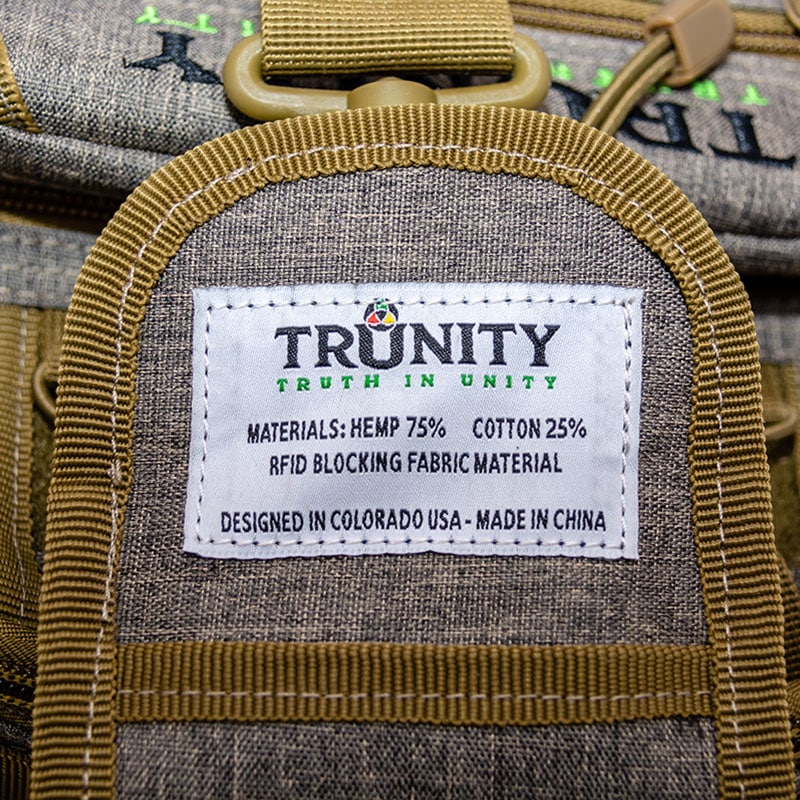 TRUNITY
TRUTH IN UNITY
MATERIALS: HEMP 75% COTTON 25%
RFID BLOCKING FABRIC MATERIAL
DESIGNED IN COLORADO USA - MADE IN CHINA